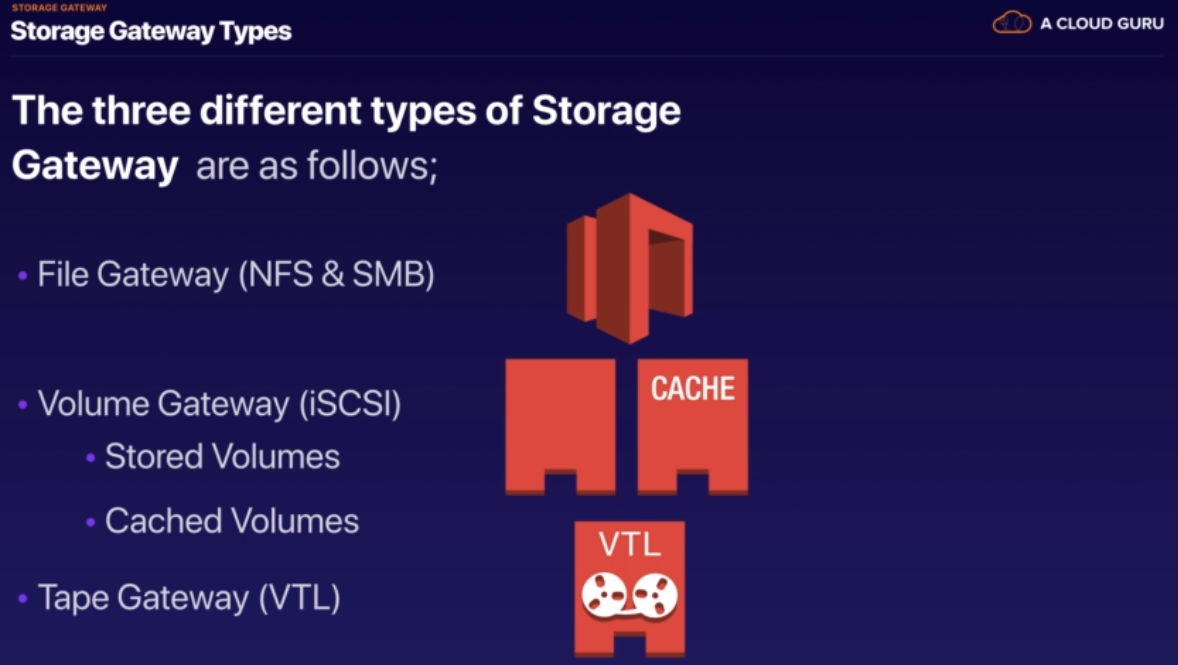 STORAGE GATEWAY
Storage Gateway Types
A CLOUD GURU
The three different types of Storage
Gateway are as follows;
• File Gateway (NFS & SMB)
• Volume Gateway (iSCSI)
CACHE
• Stored Volumes
• Cached Volumes
VTL
• Tape Gateway (VTL)